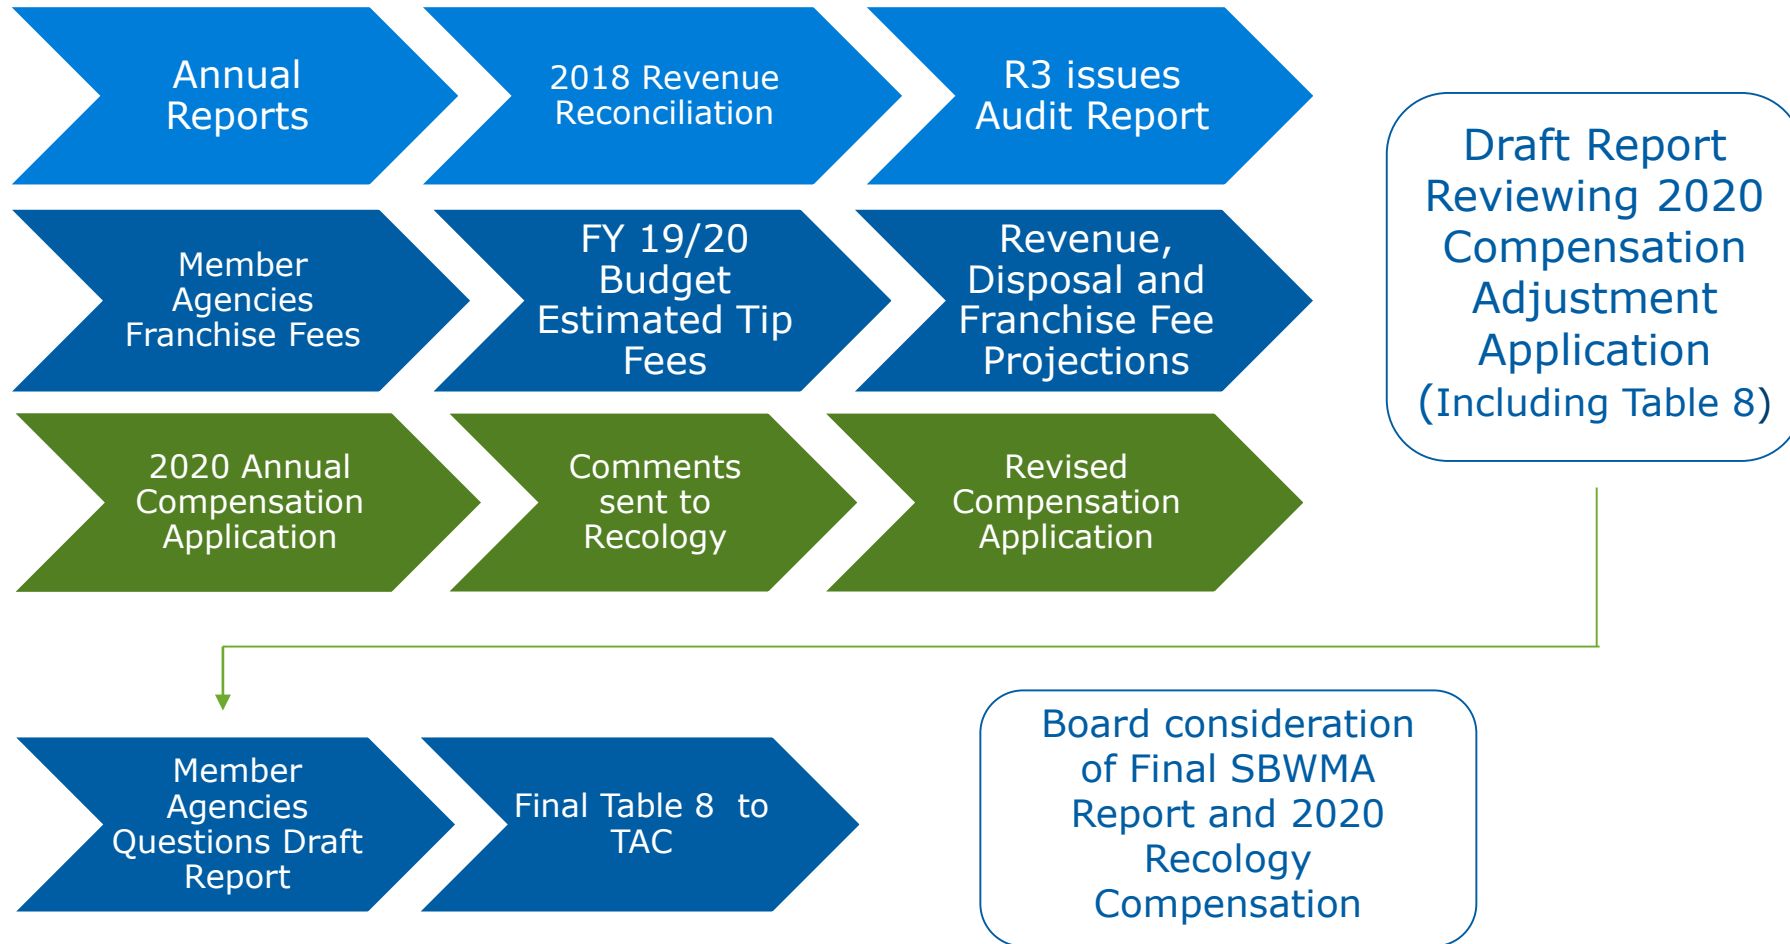 Annual
Reports
2018 Revenue
Reconciliation
R3 issues
Audit Report
Member
Agencies
Franchise Fees
FY 19/20
Budget
Estimated Tip
Fees
Revenue,
Disposal and
Franchise Fee
Projections
2020 Annual
Compensation
Application
Comments
sent to
Recology
Revised
Compensation
Application
Draft Report
Reviewing 2020
Compensation
Adjustment
Application
(Including Table 8)
Member
Agencies
Questions Draft
Report
Final Table 8  to
TAC
Board consideration
of Final SBWMA
Report and 2020
Recology
Compensation